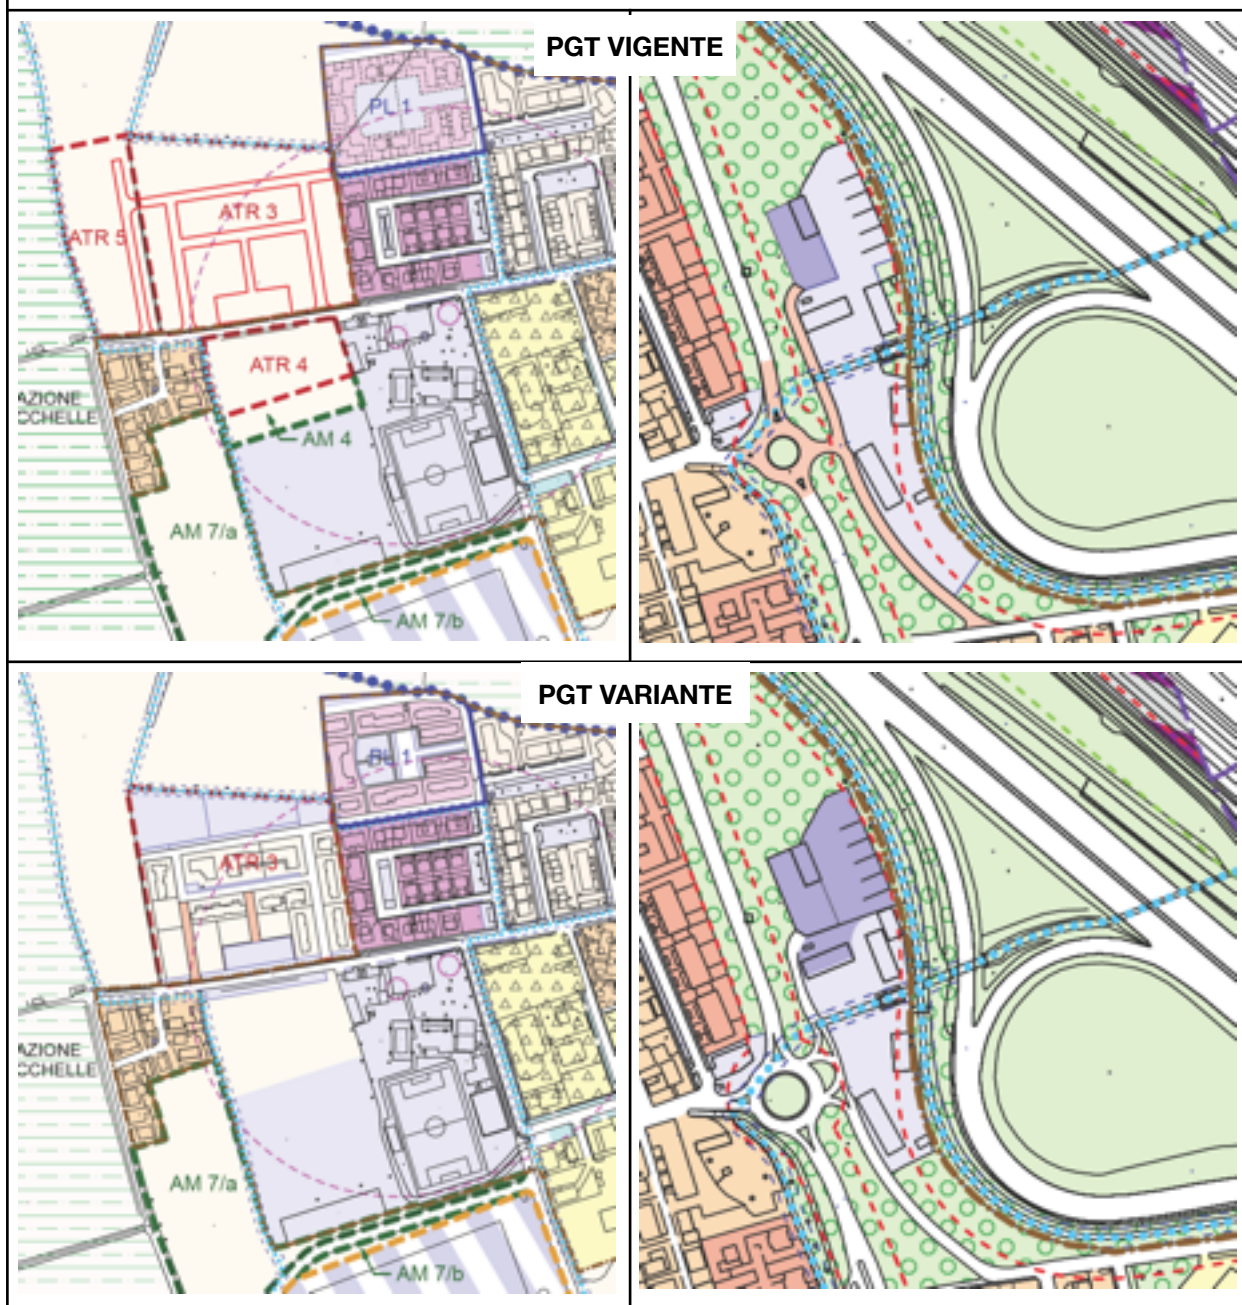 PGT VIGENTE
PL 1
ATR 3
ATR 5
ATR 4
AZIONE
CCHELLE
AM 4
AM 7/a
AM 7/b
PGT VARIANTE
PL 1
ATR 3
AZIONE
CCHELLE
AM 7/a
AM 7/b